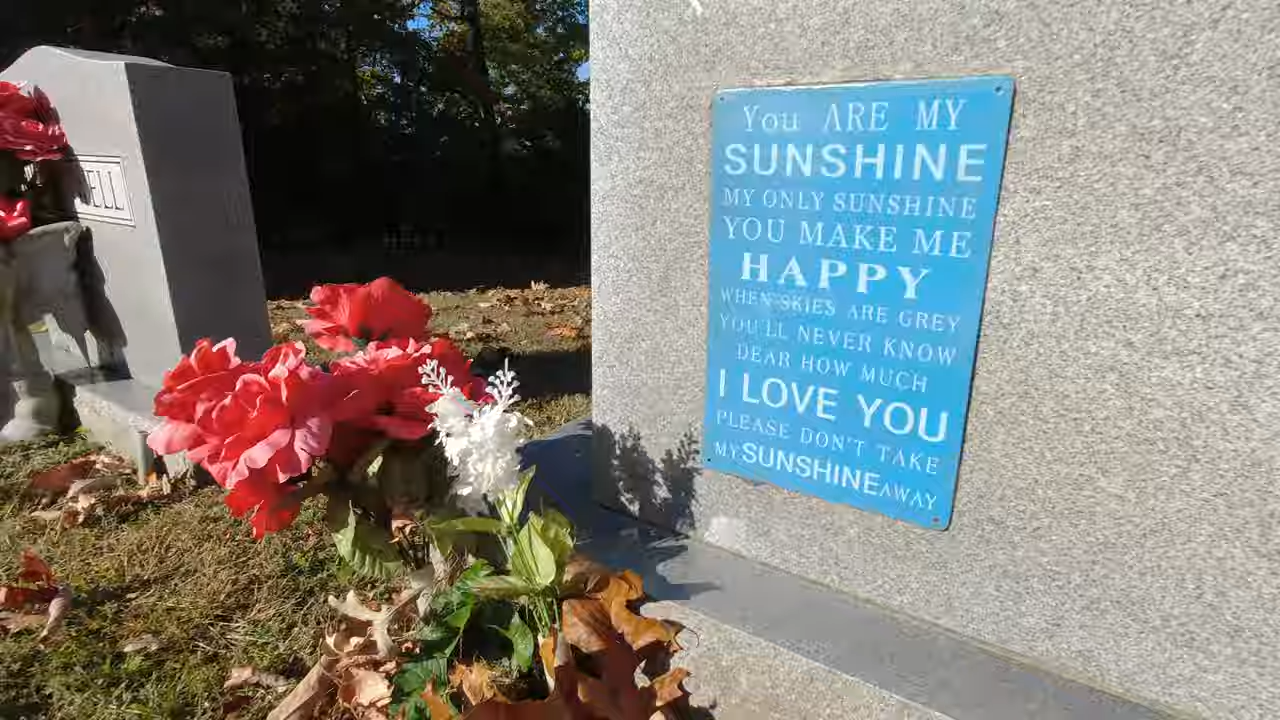 You ARE MY
SUNSHINE
MY ONLY SUNSHINE
YOU MAKE ME
HAPPY
WHEN SKIES ARE GREY
YOU'LL NEVER KNOW
DEAR HOW MUCH
I LOVE YOU
PLEASE DON'T TAKE
MY SUNSHINE AWAY